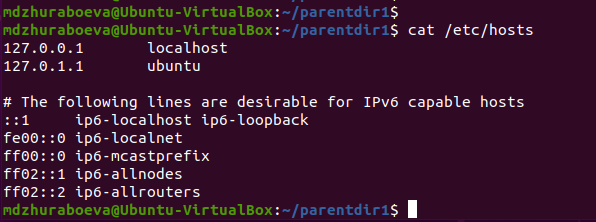 mdzhuraboeva@Ubuntu-VirtualBox:~/parentdir1$
mdzhuraboeva@Ubuntu-VirtualBox:~/parentdir1$ cat /etc/hosts
127.0.0.1       localhost
127.0.1.1       ubuntu

# The following lines are desirable for IPv6 capable hosts
::1     ip6-localhost ip6-loopback
fe00::0 ip6-localnet
ff00::0 ip6-mcastprefix
ff02::1 ip6-allnodes
ff02::2 ip6-allrouters
mdzhuraboeva@Ubuntu-VirtualBox:~/parentdir1$